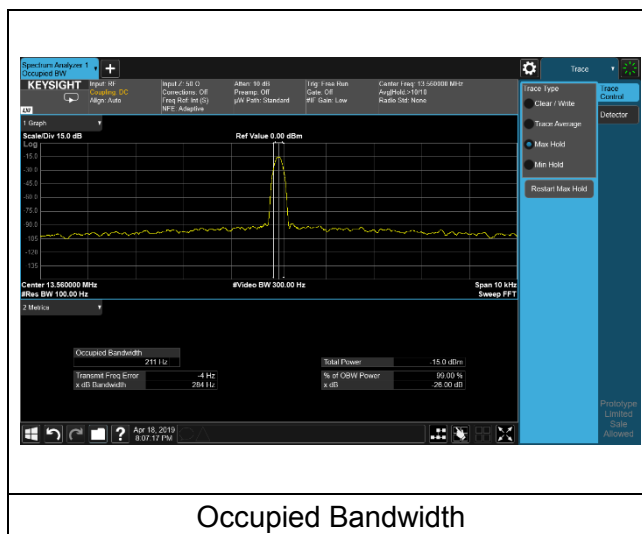 Spectrum Analyzer 1
Occupied BW
KEYSIGHT
Input: RF
Coupling: DC
Align: Auto
Input Z: 50 Ω
Corrections: Off
Freq Ref: Int (S)
NFE: Adaptive
Atten: 10 dB
Preamp: Off
µW Path: Standard
Trig: Free Run
Gate: Off
#IF Gain: Low
Center Freq: 13.560000 MHz
Avg|Hold:>10/10
Radio Std: None
Trace
Trace Type
Clear / Write
Trace Average
Max Hold
Min Hold
Restart Max Hold
Trace
Control
Detector
1 Graph
Scale/Div 15.0 dB
Ref Value 0.00 dBm
Log
-15.0
-30.0
-45.0
-60.0
-75.0
-90.0
-105
-120
-135
Center 13.560000 MHz
#Video BW 300.00 Hz
Span 10 kHz
#Res BW 100.00 Hz
Sweep FFT
2 Metrics
Occupied Bandwidth
211 Hz
Total Power -15.0 dBm
Transmit Freq Error -4 Hz
% of OBW Power 99.00 %
x dB Bandwidth 284 Hz
x dB -26.00 dB
Prototype
Limited
Sale
Allowed
Apr 18, 2019
8:07:17 PM
Occupied Bandwidth